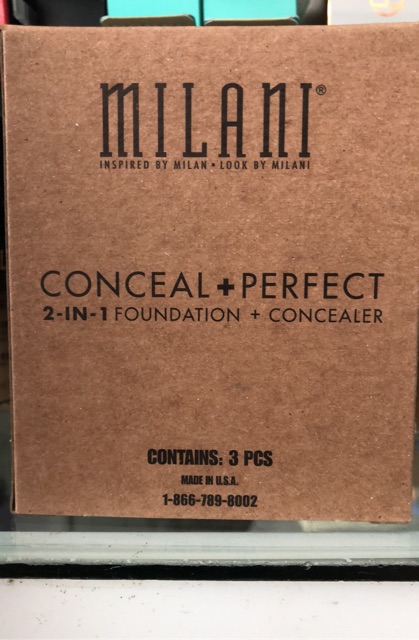 MILANI®
INSPIRED BY MILAN • LOOK BY MILANI
CONCEAL + PERFECT
2-IN-1 FOUNDATION + CONCEALER
CONTAINS: 3 PCS
MADE IN U.S.A.
1-866-789-8002